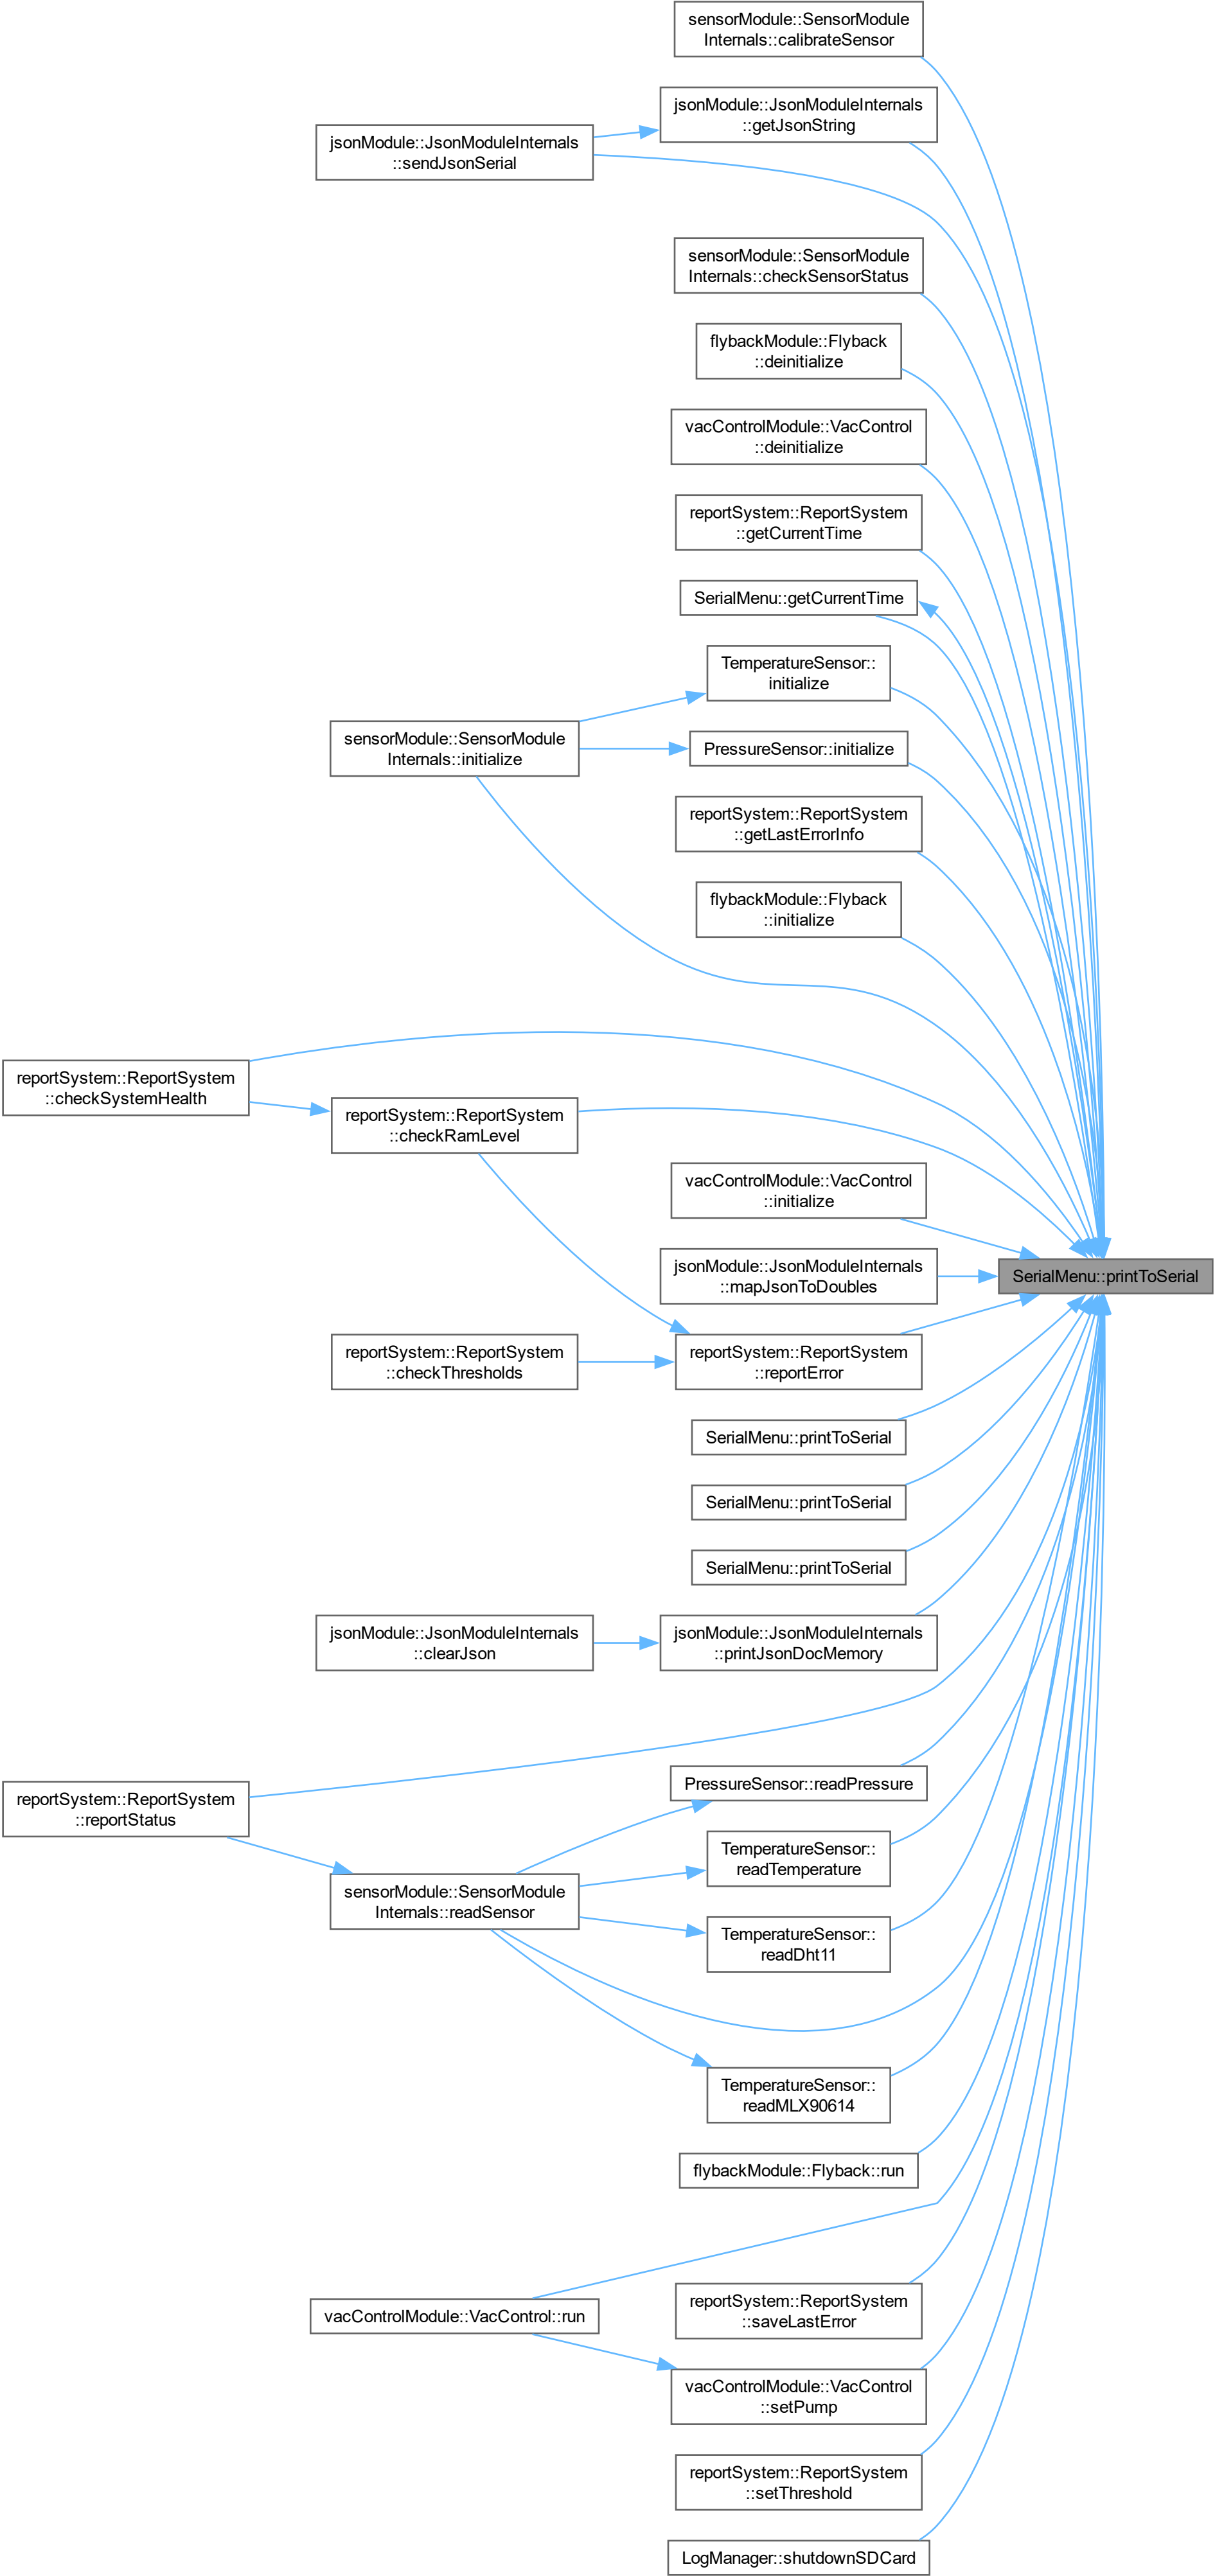 sensorModule::SensorModule
Internals::calibrateSensor
jsonModule::JsonModuleInternals
::getJsonString
jsonModule::JsonModuleInternals
::sendJsonSerial
sensorModule::SensorModule
Internals::checkSensorStatus
flybackModule::Flyback
::deinitialize
vacControlModule::VacControl
::deinitialize
reportSystem::ReportSystem
::getCurrentTime
SerialMenu::getCurrentTime
TemperatureSensor::
initialize
sensorModule::SensorModule
Internals::initialize
PressureSensor::initialize
reportSystem::ReportSystem
::getLastErrorInfo
flybackModule::Flyback
::initialize
reportSystem::ReportSystem
::checkSystemHealth
reportSystem::ReportSystem
::checkRamLevel
vacControlModule::VacControl
::initialize
SerialMenu::printToSerial
jsonModule::JsonModuleInternals
::mapJsonToDoubles
reportSystem::ReportSystem
::checkThresholds
reportSystem::ReportSystem
::reportError
SerialMenu::printToSerial
SerialMenu::printToSerial
SerialMenu::printToSerial
jsonModule::JsonModuleInternals
::clearJson
jsonModule::JsonModuleInternals
::printJsonDocMemory
PressureSensor::readPressure
reportSystem::ReportSystem
::reportStatus
TemperatureSensor::
readTemperature
sensorModule::SensorModule
Internals::readSensor
TemperatureSensor::
readDht11
TemperatureSensor::
readMLX90614
flybackModule::Flyback::run
reportSystem::ReportSystem
::saveLastError
vacControlModule::VacControl::run
vacControlModule::VacControl
::setPump
reportSystem::ReportSystem
::setThreshold
LogManager::shutdownSDCard